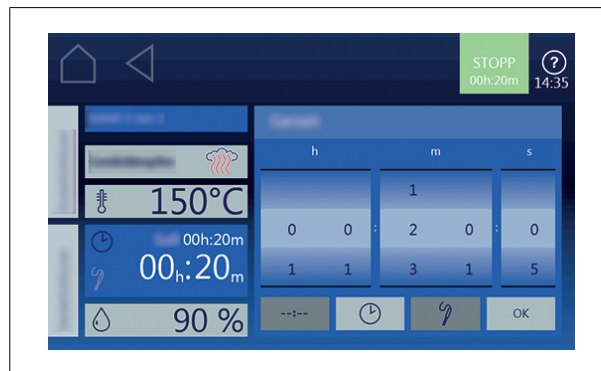 STOPP
00h:20m
?
14:35
h m s
150°C
1
00h:20m
0 0 : 2 0 : 0
00h:20m
1 1 3 1 5
90 %
--:-- OK